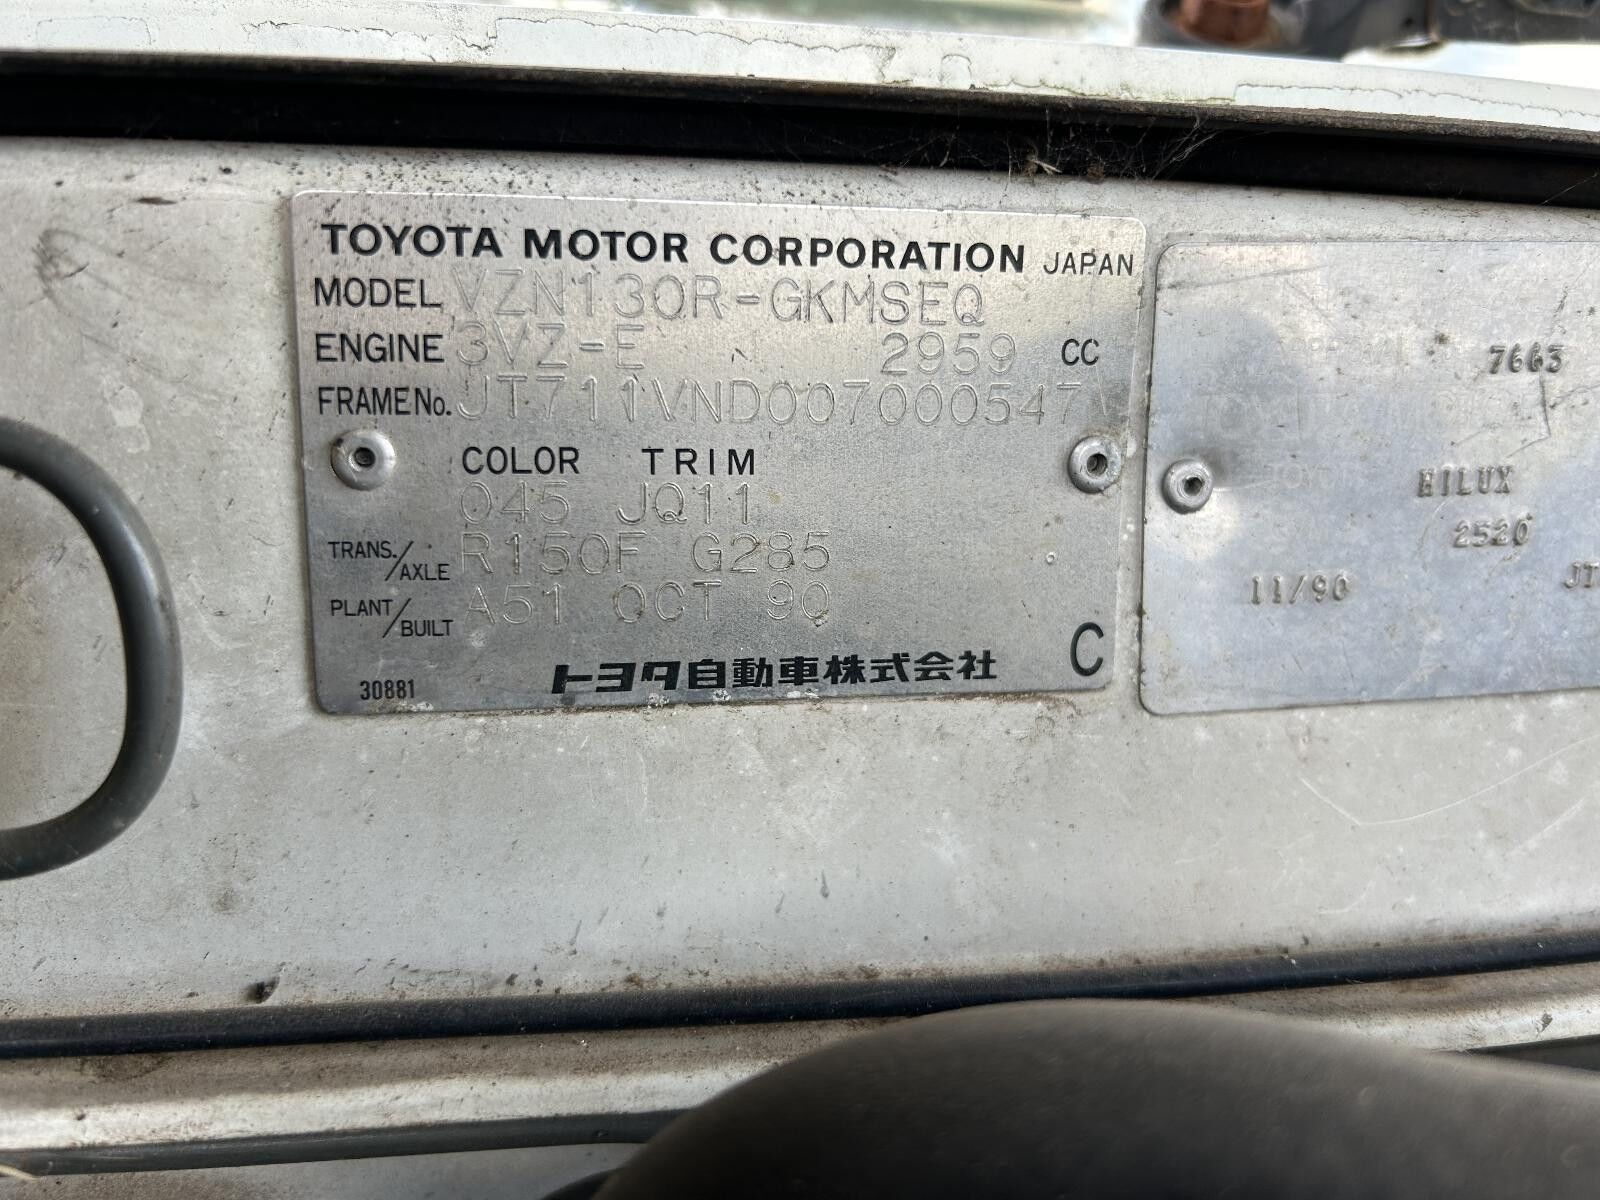 TOYOTA MOTOR CORPORATION JAPAN
MODEL VZN130R-GKMSEQ
ENGINE 3VZ-E 2959 CC
FRAME No. JT711VND007000547
COLOR TRIM
045 JQ11
TRANS./AXLE R150F G285
PLANT/BUILT A51 OCT 90
トヨタ自動車株式会社 C
30881
7663
HILUX
2520
11/90 JT